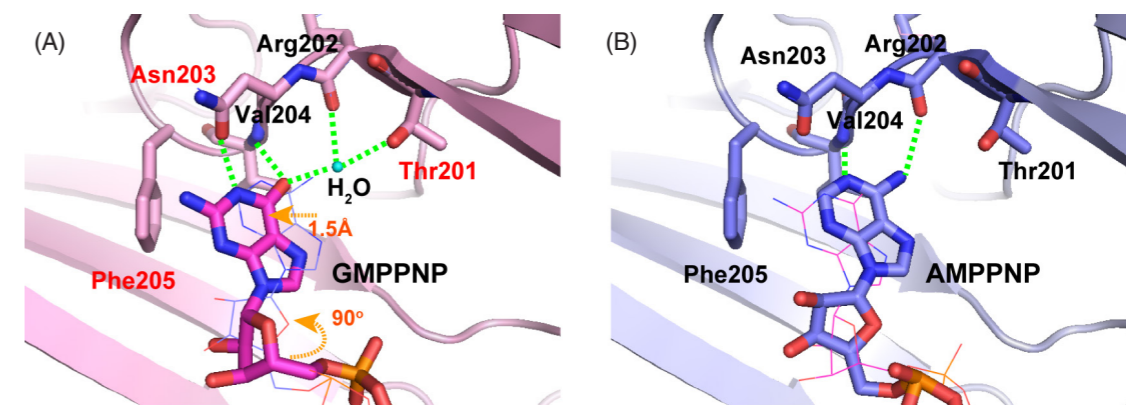 (A)
Arg202
Asn203
Val204
Thr201
H2O
1.5Å
GMPPNP
Phe205
90°
(B)
Arg202
Asn203
Val204
Thr201
Phe205
AMPPNP